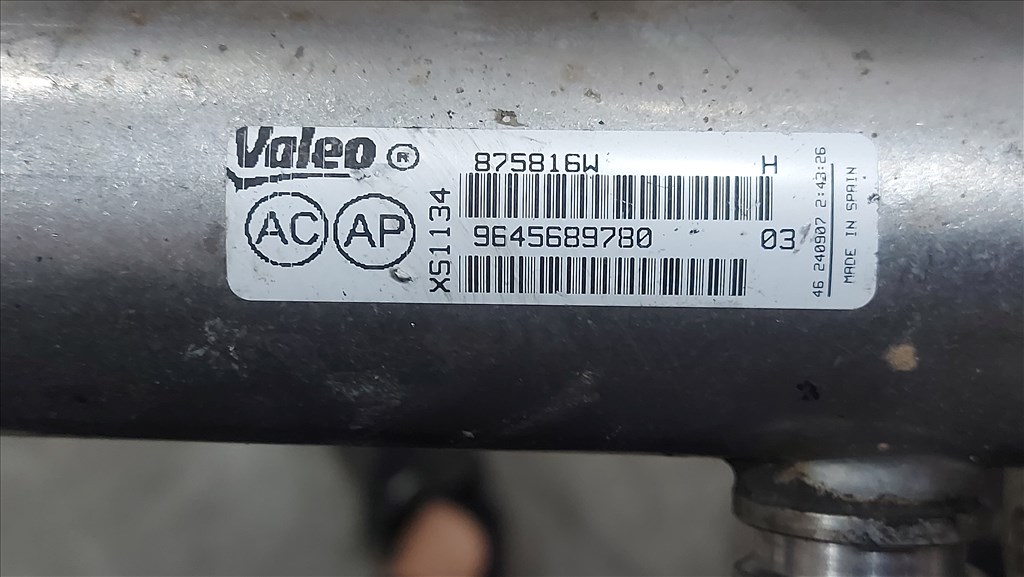 Valeo ®
AC AP
XS1134
875816W H
9645689780 03
46 240907 2:43:26
MADE IN SPAIN